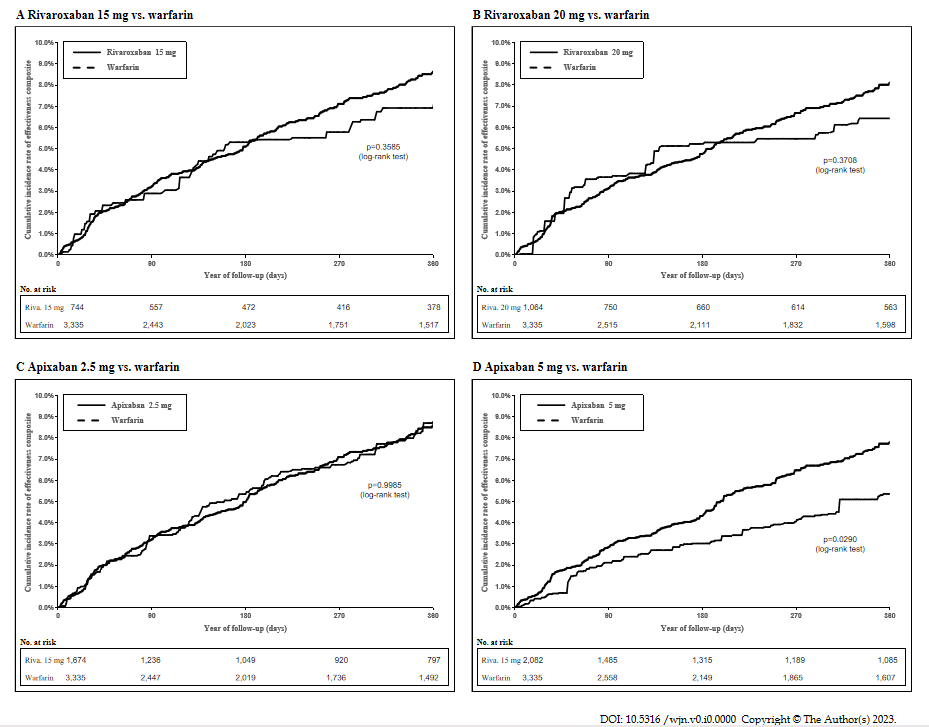 A Rivaroxaban 15 mg vs. warfarin
Cumulative incidence rate of effectiveness composite
10.0%
9.0%
8.0%
7.0%
6.0%
5.0%
4.0%
3.0%
2.0%
1.0%
0.0%
Rivaroxaban 15 mg
Warfarin
p=0.3585
(log-rank test)
0 90 180 270 360
Year of follow-up (days)
No. at risk
Riva. 15 mg 744 557 472 416 378
Warfarin 3,335 2,443 2,023 1,751 1,517
B Rivaroxaban 20 mg vs. warfarin
Cumulative incidence rate of effectiveness composite
10.0%
9.0%
8.0%
7.0%
6.0%
5.0%
4.0%
3.0%
2.0%
1.0%
0.0%
Rivaroxaban 20 mg
Warfarin
p=0.3708
(log-rank test)
0 90 180 270 360
Year of follow-up (days)
No. at risk
Riva. 20 mg 1,064 750 660 614 563
Warfarin 3,335 2,515 2,111 1,832 1,598
C Apixaban 2.5 mg vs. warfarin
Cumulative incidence rate of effectiveness composite
10.0%
9.0%
8.0%
7.0%
6.0%
5.0%
4.0%
3.0%
2.0%
1.0%
0.0%
Apixaban 2.5 mg
Warfarin
p=0.9985
(log-rank test)
0 90 180 270 360
Year of follow-up (days)
No. at risk
Riva. 15 mg 1,674 1,236 1,049 920 797
Warfarin 3,335 2,447 2,019 1,736 1,492
D Apixaban 5 mg vs. warfarin
Cumulative incidence rate of effectiveness composite
10.0%
9.0%
8.0%
7.0%
6.0%
5.0%
4.0%
3.0%
2.0%
1.0%
0.0%
Apixaban 5 mg
Warfarin
p=0.0290
(log-rank test)
0 90 180 270 360
Year of follow-up (days)
No. at risk
Riva. 15 mg 2,082 1,485 1,315 1,189 1,085
Warfarin 3,335 2,558 2,149 1,865 1,607
DOI: 10.5316 /wjn.v0.i0.0000 Copyright © The Author(s) 2023.